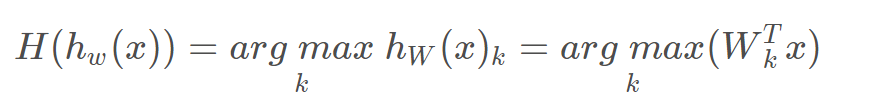 H(h_w(x)) = arg max_k h_W(x)_k = arg max_k(W_k^T x)